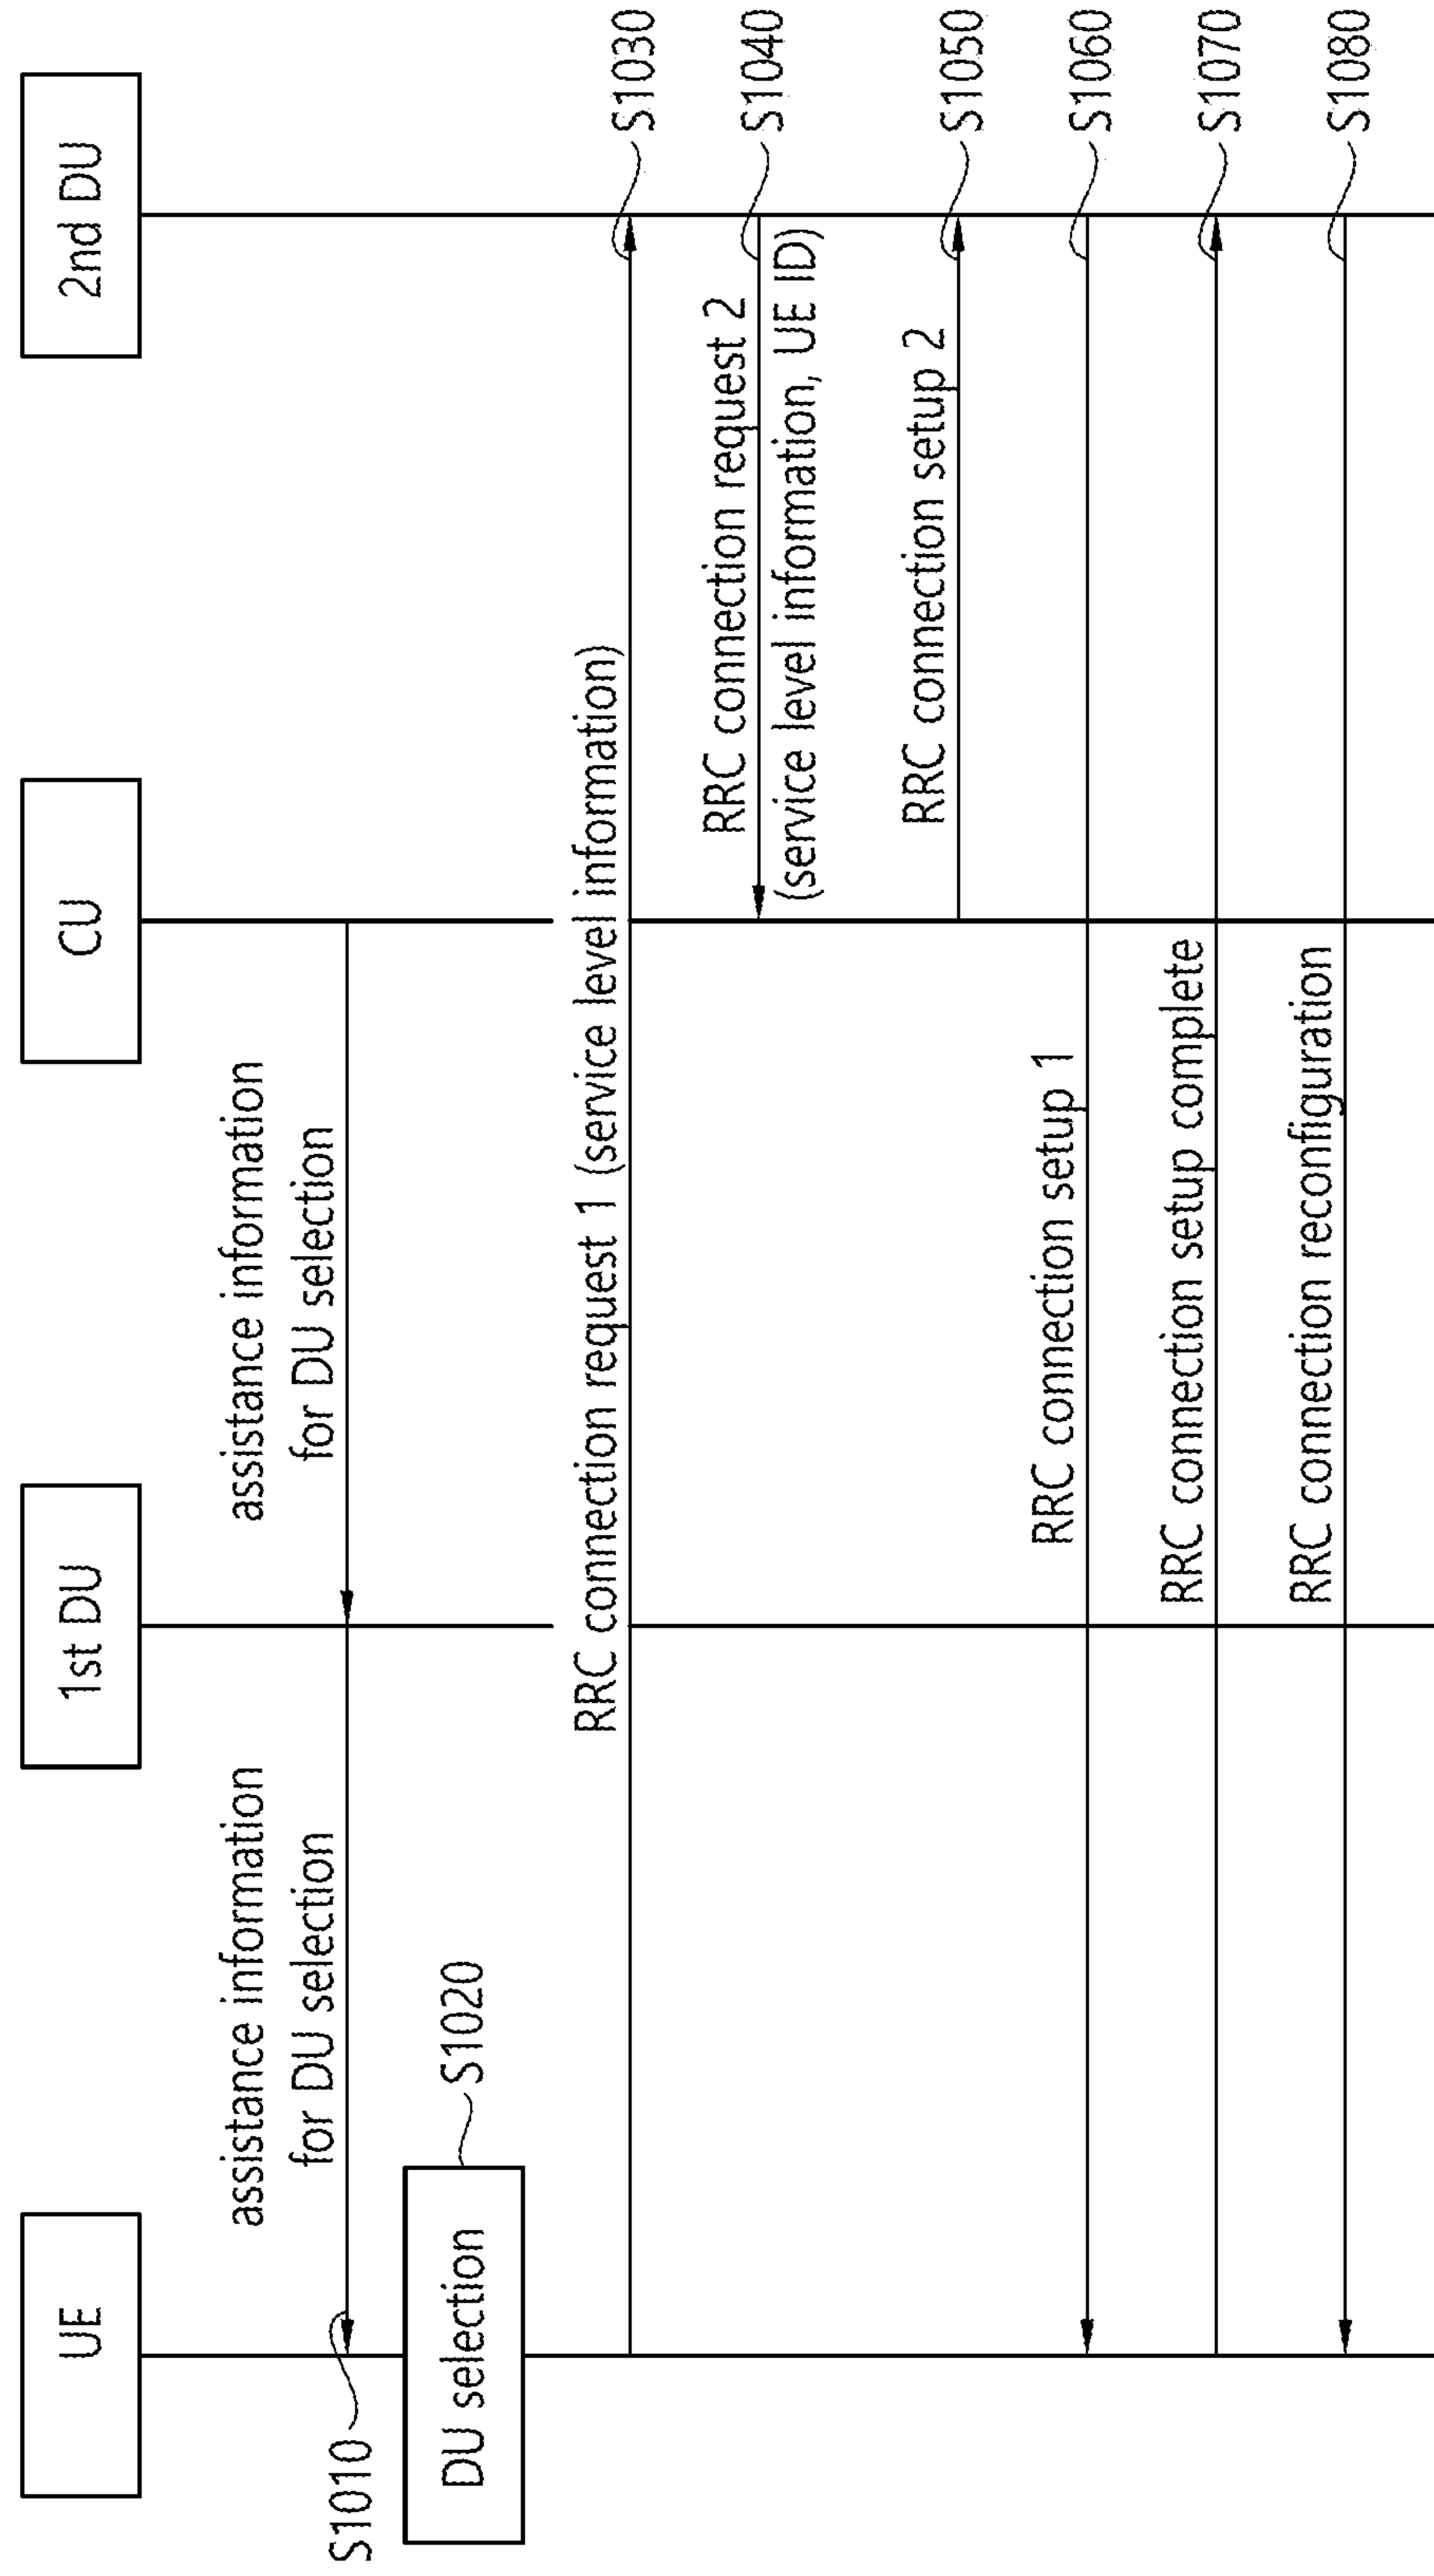 UE
1st DU
CU
2nd DU
assistance information
for DU selection
assistance information
for DU selection
S1010
DU selection
S1020
RRC connection request 1 (service level information)
S1030
RRC connection request 2
(service level information, UE ID)
S1040
RRC connection setup 2
S1050
RRC connection setup 1
S1060
RRC connection setup complete
S1070
RRC connection reconfiguration
S1080